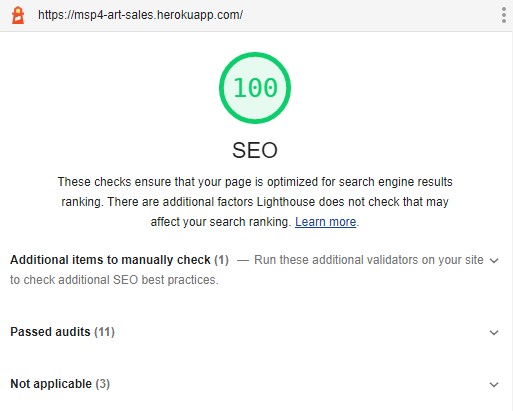 https://msp4-art-sales.herokuapp.com/
100
SEO
These checks ensure that your page is optimized for search engine results
ranking. There are additional factors Lighthouse does not check that may
affect your search ranking. Learn more.
Additional items to manually check (1) — Run these additional validators on your site
to check additional SEO best practices.
Passed audits (11)
Not applicable (3)